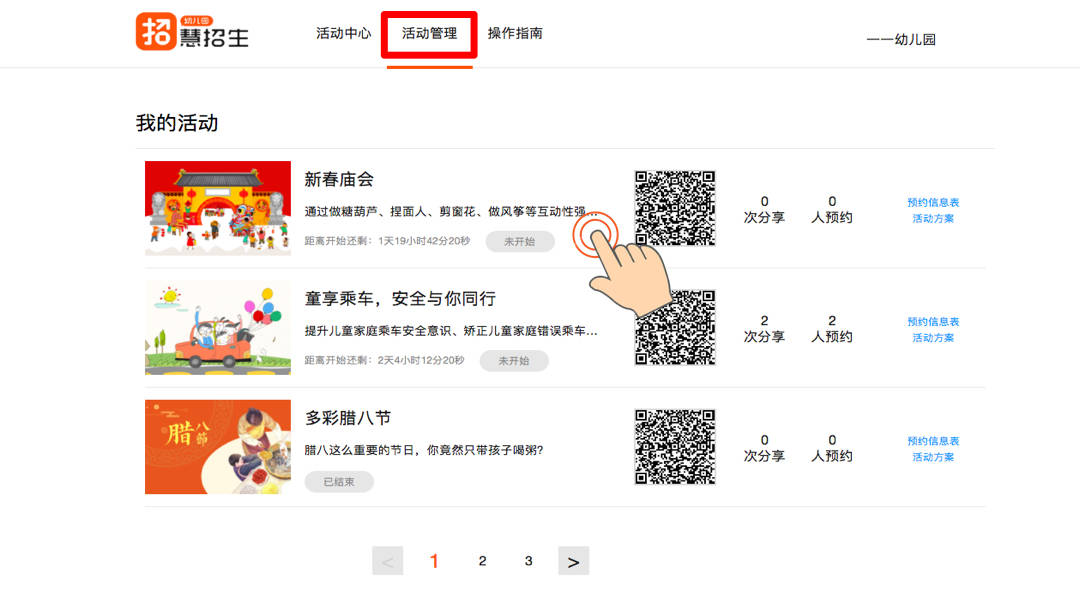 招 幼儿园
慧招生
活动中心 活动管理 操作指南
一一幼儿园
我的活动
新春庙会
通过做糖葫芦、捏面人、剪窗花、做风筝等互动性强...
距离开始还剩：1天19小时42分20秒 未开始
0 次分享
0 人预约
预约信息表
活动方案
童享乘车，安全与你同行
提升儿童家庭乘车安全意识、矫正儿童家庭错误乘车...
距离开始还剩：2天4小时12分20秒 未开始
2 次分享
2 人预约
预约信息表
活动方案
腊八節
多彩腊八节
腊八这么重要的节日，你竟然只带孩子喝粥?
已结束
0 次分享
0 人预约
预约信息表
活动方案
< 1 2 3 >